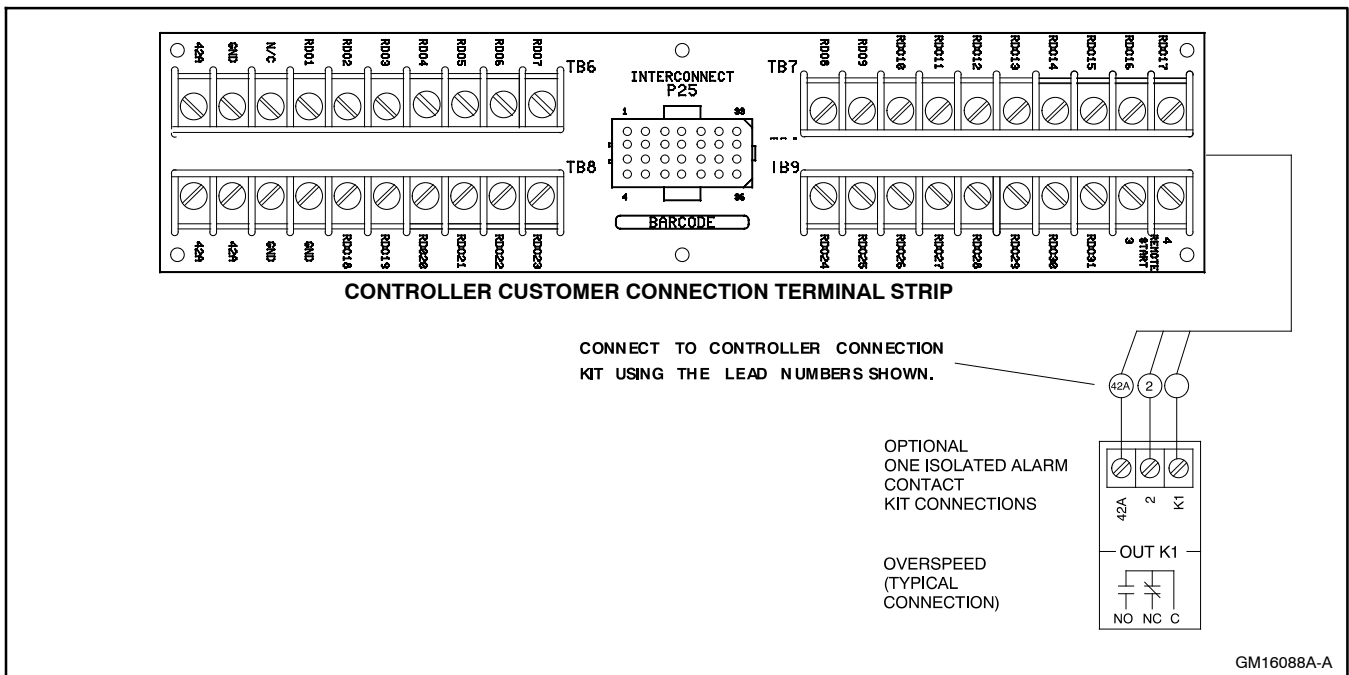 42A GND N/C RDO1 RDO2 RDO3 RDO4 RDO5 RDO6 RDO7
TB6
INTERCONNECT
P25
1 33
4 36
BARCODE
TB7
RDO8 RDO9 RDO10 RDO11 RDO12 RDO13 RDO14 RDO15 RDO16 RDO17
TB8
42A 42A GND GND RDO18 RDO19 RDO20 RDO21 RDO22 RDO23
TB9
RDO24 RDO25 RDO26 RDO27 RDO28 RDO29 RDO30 RDO31 3 4
REMOTE
START
CONTROLLER CUSTOMER CONNECTION TERMINAL STRIP
CONNECT TO CONTROLLER CONNECTION
KIT USING THE LEAD NUMBERS SHOWN.
42A 2
OPTIONAL
ONE ISOLATED ALARM
CONTACT
KIT CONNECTIONS
42A 2 K1
OUT K1
OVERSPEED
(TYPICAL
CONNECTION)
NO NC C
GM16088A-A